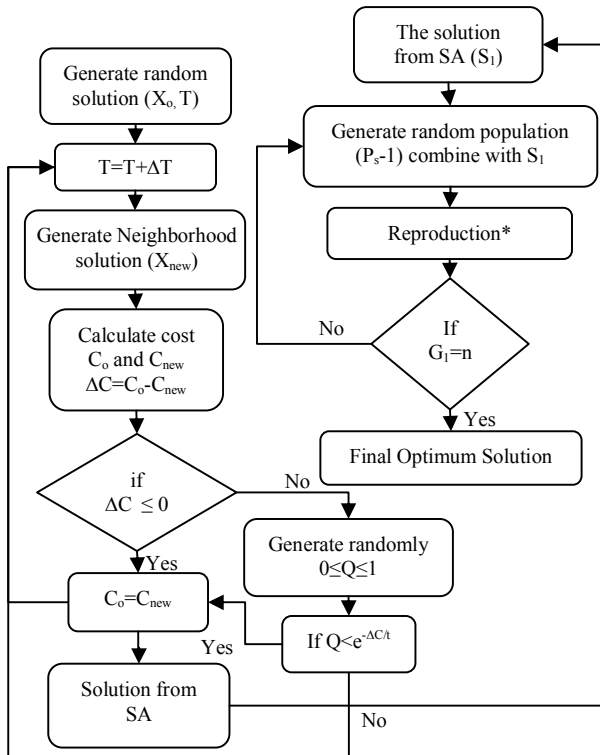 Generate random
solution (Xₒ, T)
T=T+ΔT
Generate Neighborhood
solution (Xnew)
Calculate cost
Cₒ and Cnew
ΔC=Cₒ-Cnew
if
ΔC ≤ 0
No
Yes
Generate randomly
0≤Q≤1
Cₒ=Cnew
If Q<e^-ΔC/t
Yes
No
Solution from
SA
The solution
from SA (S₁)
Generate random population
(Pₛ-1) combine with S₁
Reproduction*
If
G₁=n
No
Yes
Final Optimum Solution